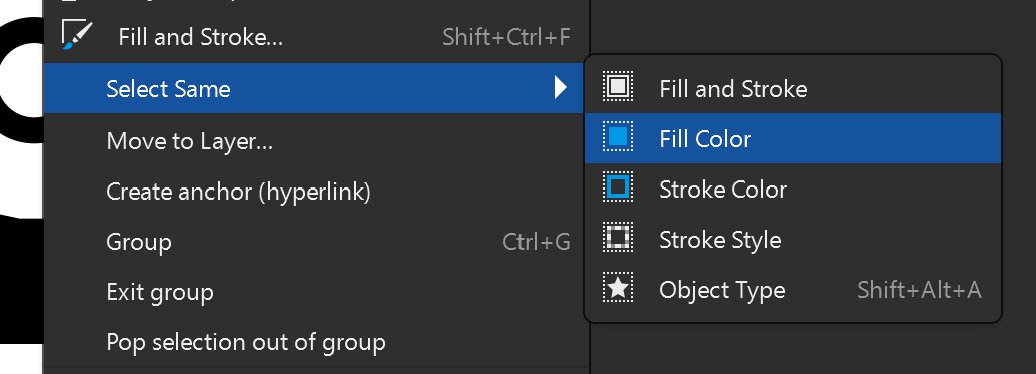 Fill and Stroke... Shift+Ctrl+F
Select Same
Move to Layer...
Create anchor (hyperlink)
Group Ctrl+G
Exit group
Pop selection out of group
Fill and Stroke
Fill Color
Stroke Color
Stroke Style
Object Type Shift+Alt+A